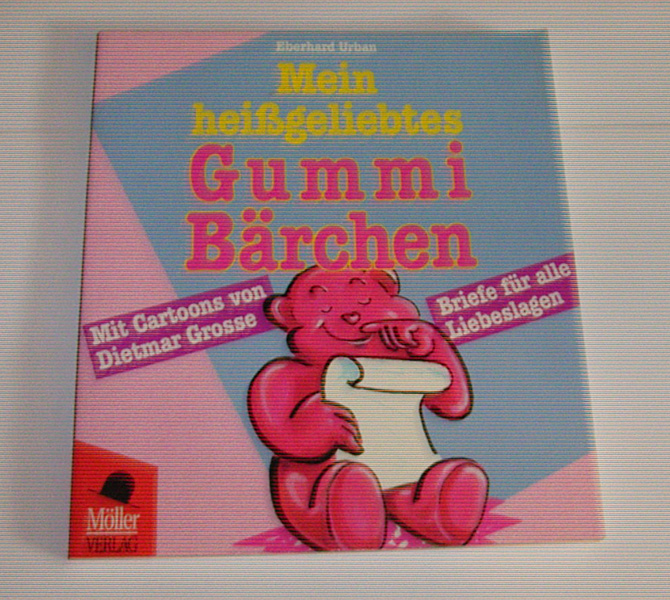 Eberhard Urban
Mein
heißgeliebtes
Gummi
Bärchen
Mit Cartoons von
Dietmar Grosse
Briefe für alle
Liebeslagen
Möller
VERLAG